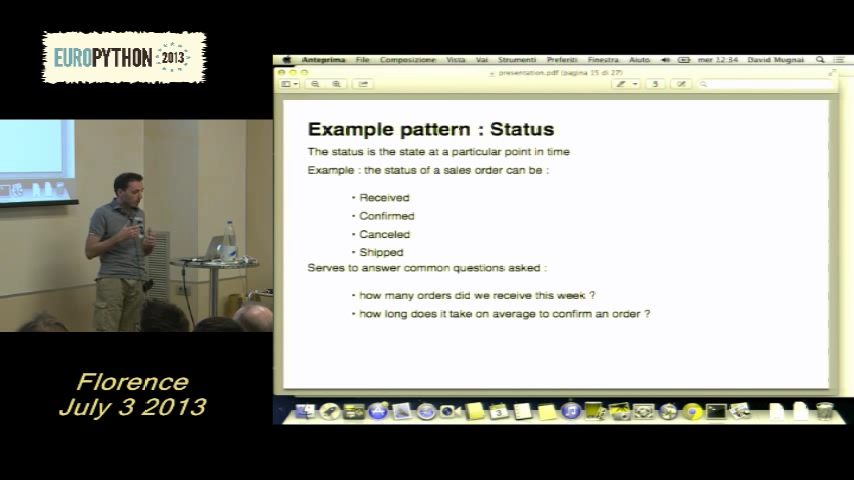 EUROPYTHON 2013
Anteprima File Composizione Vista Vai Strumenti Preferiti Finestra Aiuto mer 12:34 David Mugnai
presentation.pdf (pagina 15 di 27)
Example pattern : Status
The status is the state at a particular point in time
Example : the status of a sales order can be :
• Received
• Confirmed
• Canceled
• Shipped
Serves to answer common questions asked :
• how many orders did we receive this week ?
• how long does it take on average to confirm an order ?
Florence
July 3 2013